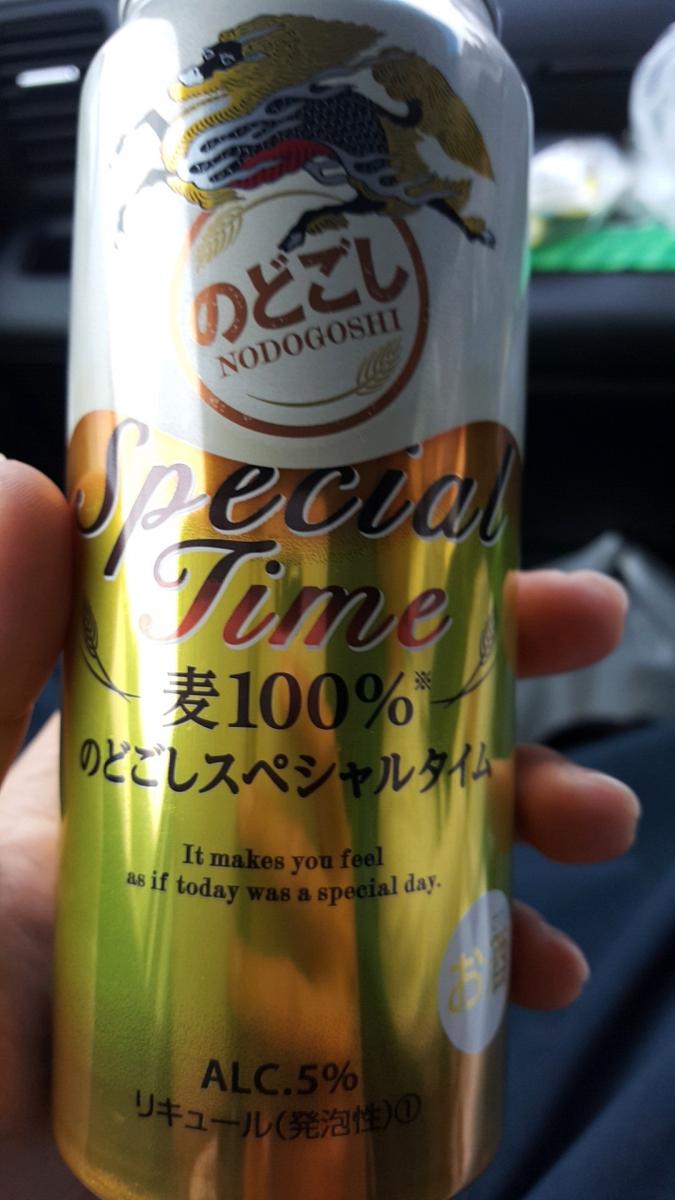 のどごし
NODOGOSHI
Special
Time
麦100%※
のどごしスペシャルタイム
It makes you feel
as if today was a special day.
お
ALC.5%
リキュール(発泡性)①